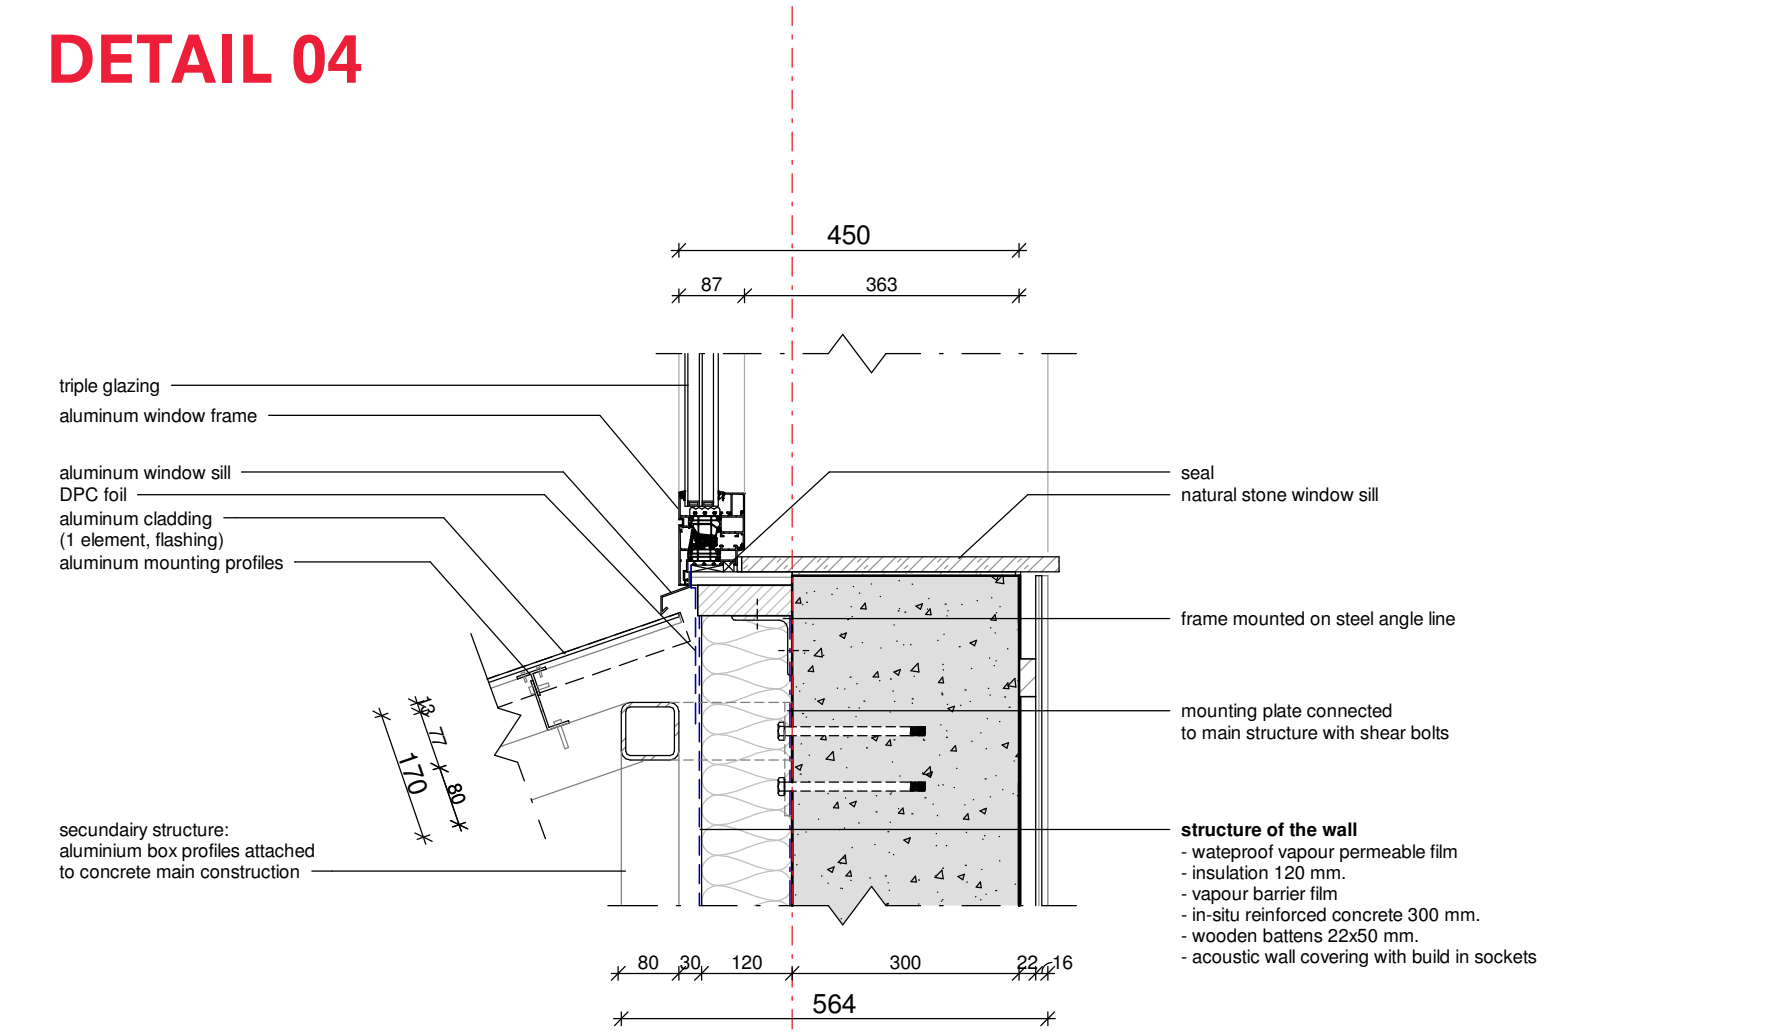 DETAIL 04
450
87
363
triple glazing
aluminum window frame
aluminum window sill
DPC foil
aluminum cladding
(1 element, flashing)
aluminum mounting profiles
seal
natural stone window sill
frame mounted on steel angle line
mounting plate connected
to main structure with shear bolts
13
77
80
170
secundairy structure:
aluminium box profiles attached
to concrete main construction
structure of the wall
- wateproof vapour permeable film
- insulation 120 mm.
- vapour barrier film
- in-situ reinforced concrete 300 mm.
- wooden battens 22x50 mm.
- acoustic wall covering with build in sockets
80 30 120 300 22 16
564